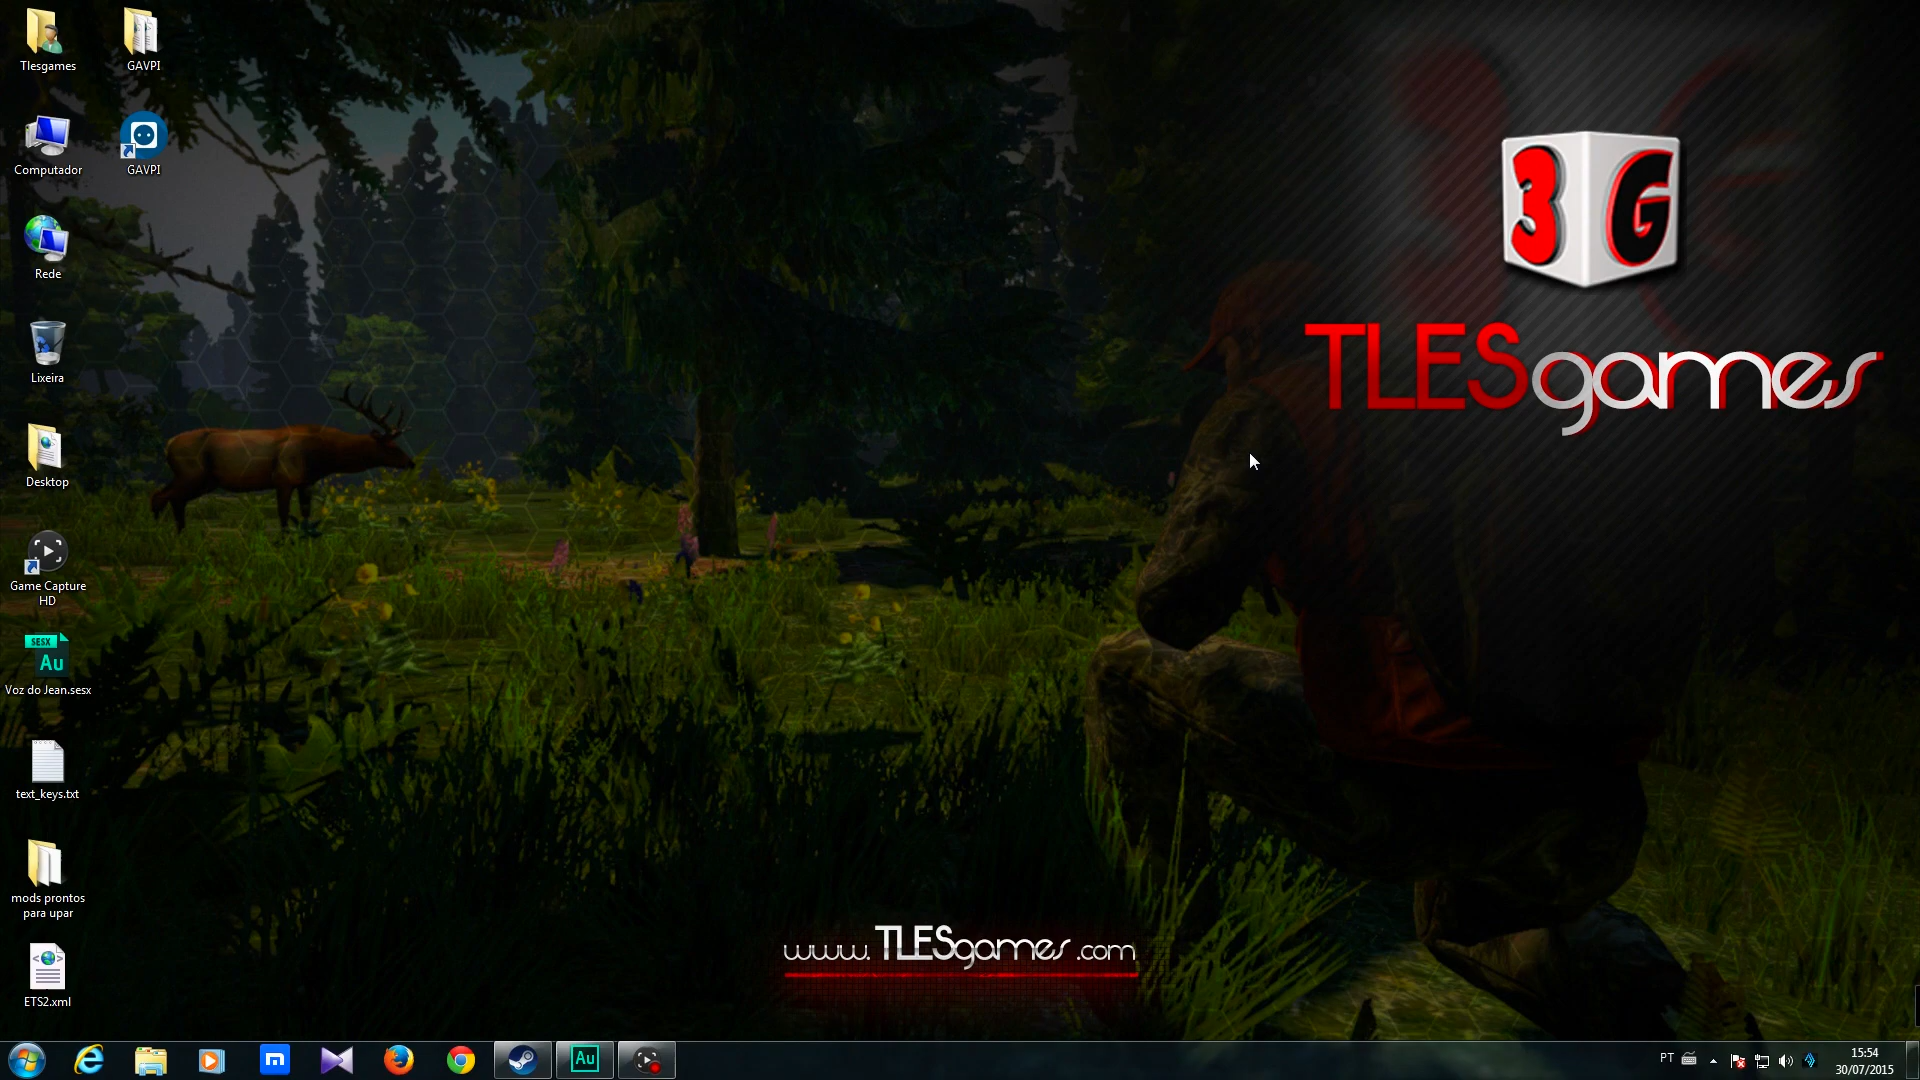 Tlesgames
GAVPI
Computador
GAVPI
Rede
Lixeira
Desktop
Game Capture
HD
SESX
Au
Voz do Jean.sesx
text_keys.txt
mods prontos
para upar
ETS2.xml
3G
TLESgames
www.TLESgames.com
m
Au
PT
15:54
30/07/2015